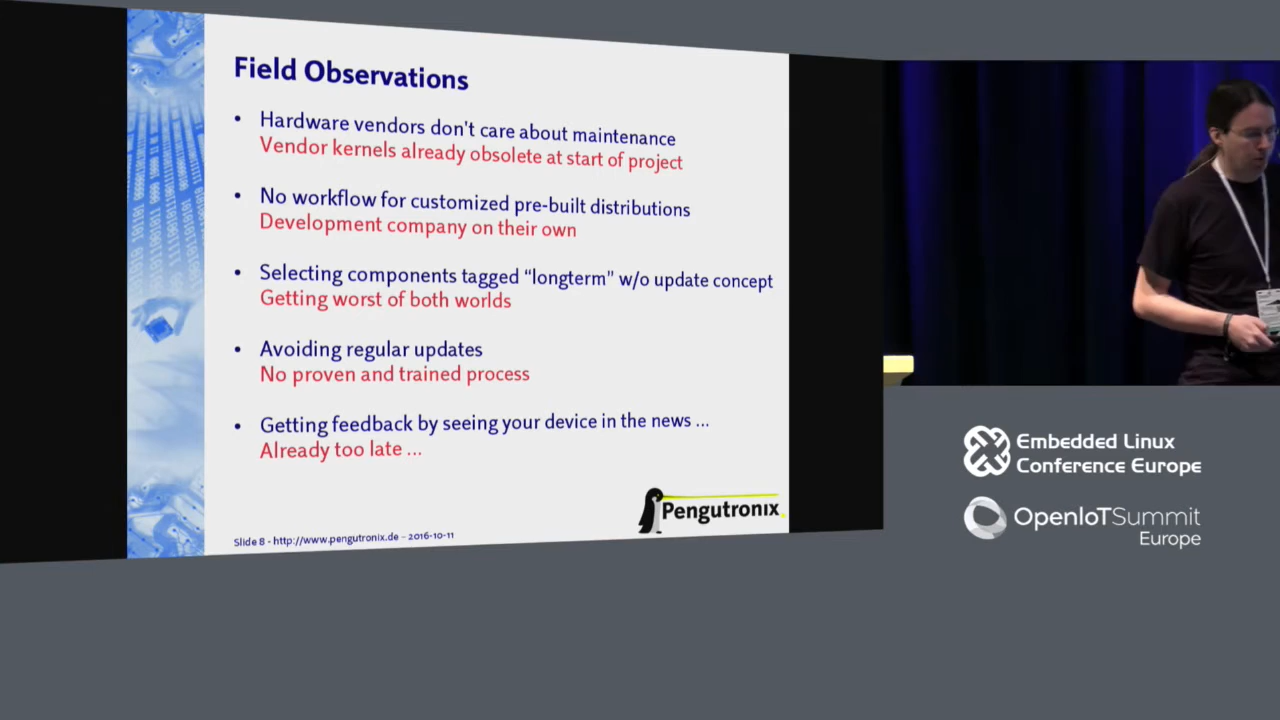 Field Observations
• Hardware vendors don't care about maintenance
Vendor kernels already obsolete at start of project
• No workflow for customized pre-built distributions
Development company on their own
• Selecting components tagged “longterm” w/o update concept
Getting worst of both worlds
• Avoiding regular updates
No proven and trained process
• Getting feedback by seeing your device in the news ...
Already too late ...
Pengutronix
Slide 8 - http://www.pengutronix.de - 2016-10-11
Embedded Linux
Conference Europe
OpenIoTSummit
Europe